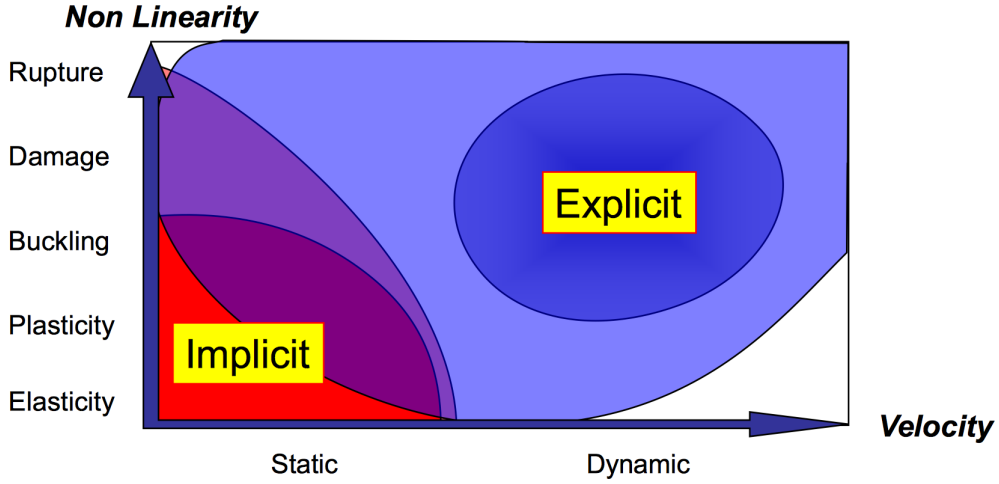 Non Linearity
Rupture
Damage
Explicit
Buckling
Plasticity
Implicit
Elasticity
Velocity
Static
Dynamic